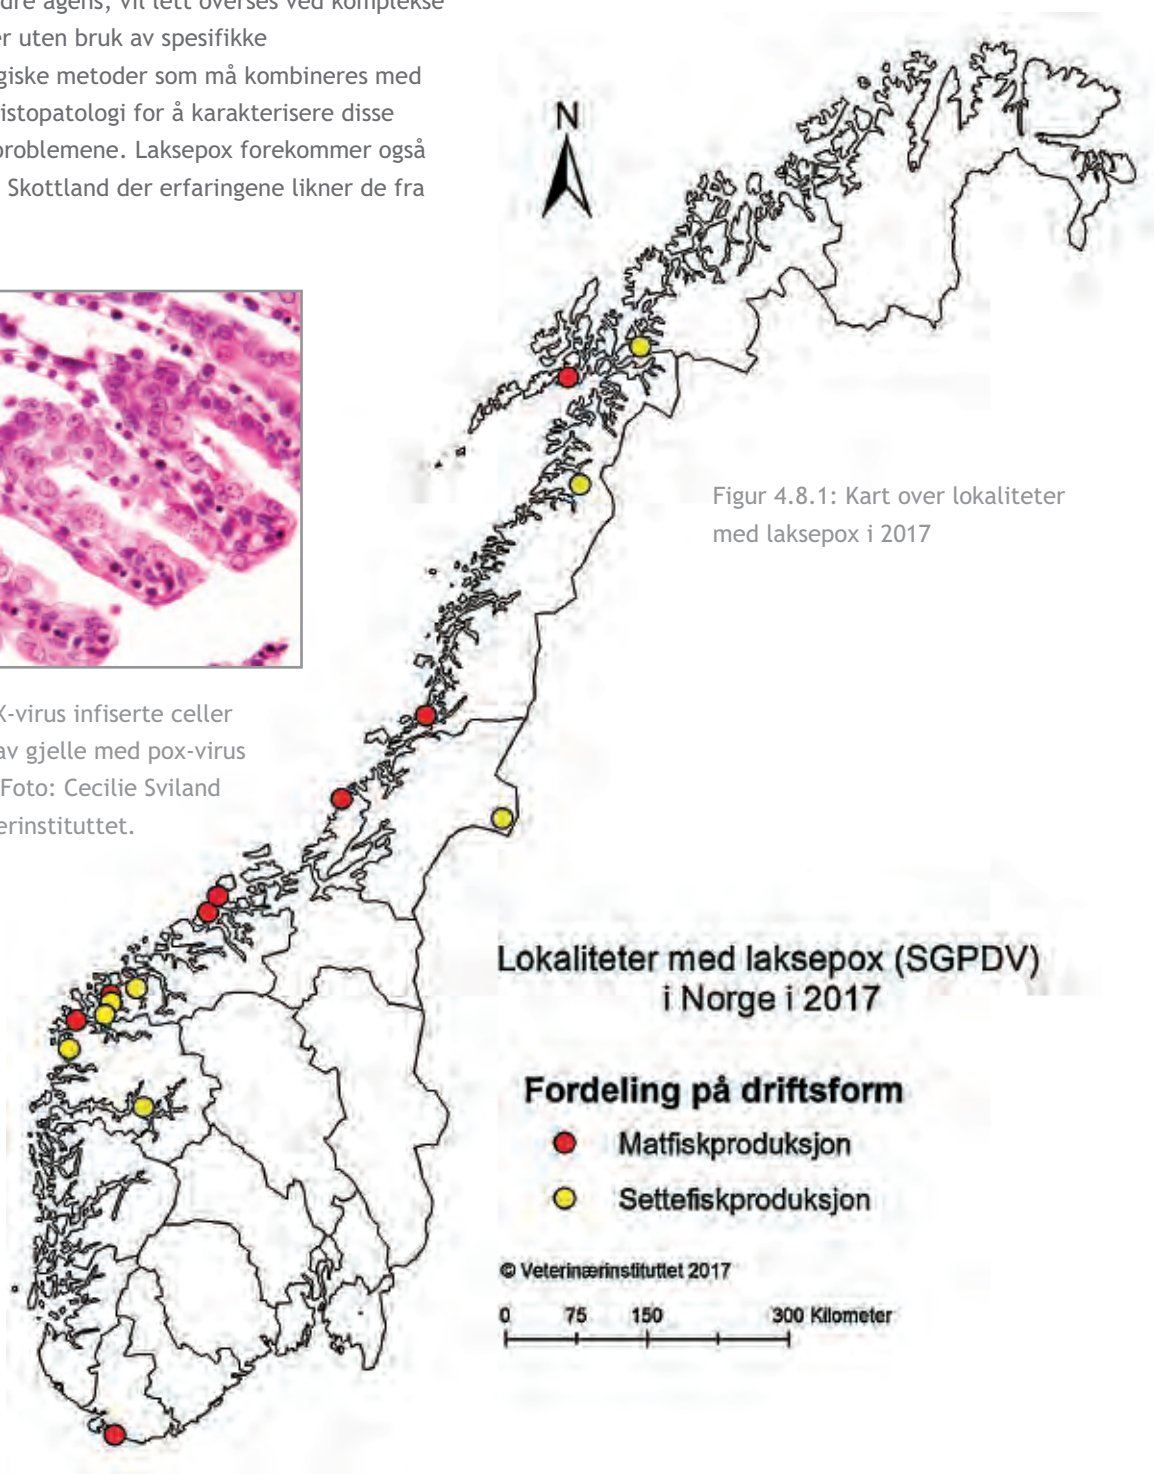 dre agens, vil lett overses ved komplekse
er uten bruk av spesifikke
giske metoder som må kombineres med
istopatologi for å karakterisere disse
problemene. Laksepox forekommer også
Skottland der erfaringene likner de fra
N
Figur 4.8.1: Kart over lokaliteter
med laksepox i 2017
X-virus infiserte celler
av gjelle med pox-virus
Foto: Cecilie Sviland
erinstituttet.
Lokaliteter med laksepox (SGPDV)
i Norge i 2017
Fordeling på driftsform
Matfiskproduksjon
Settefiskproduksjon
© Veterinærinstituttet 2017
0 75 150 300 Kilometer